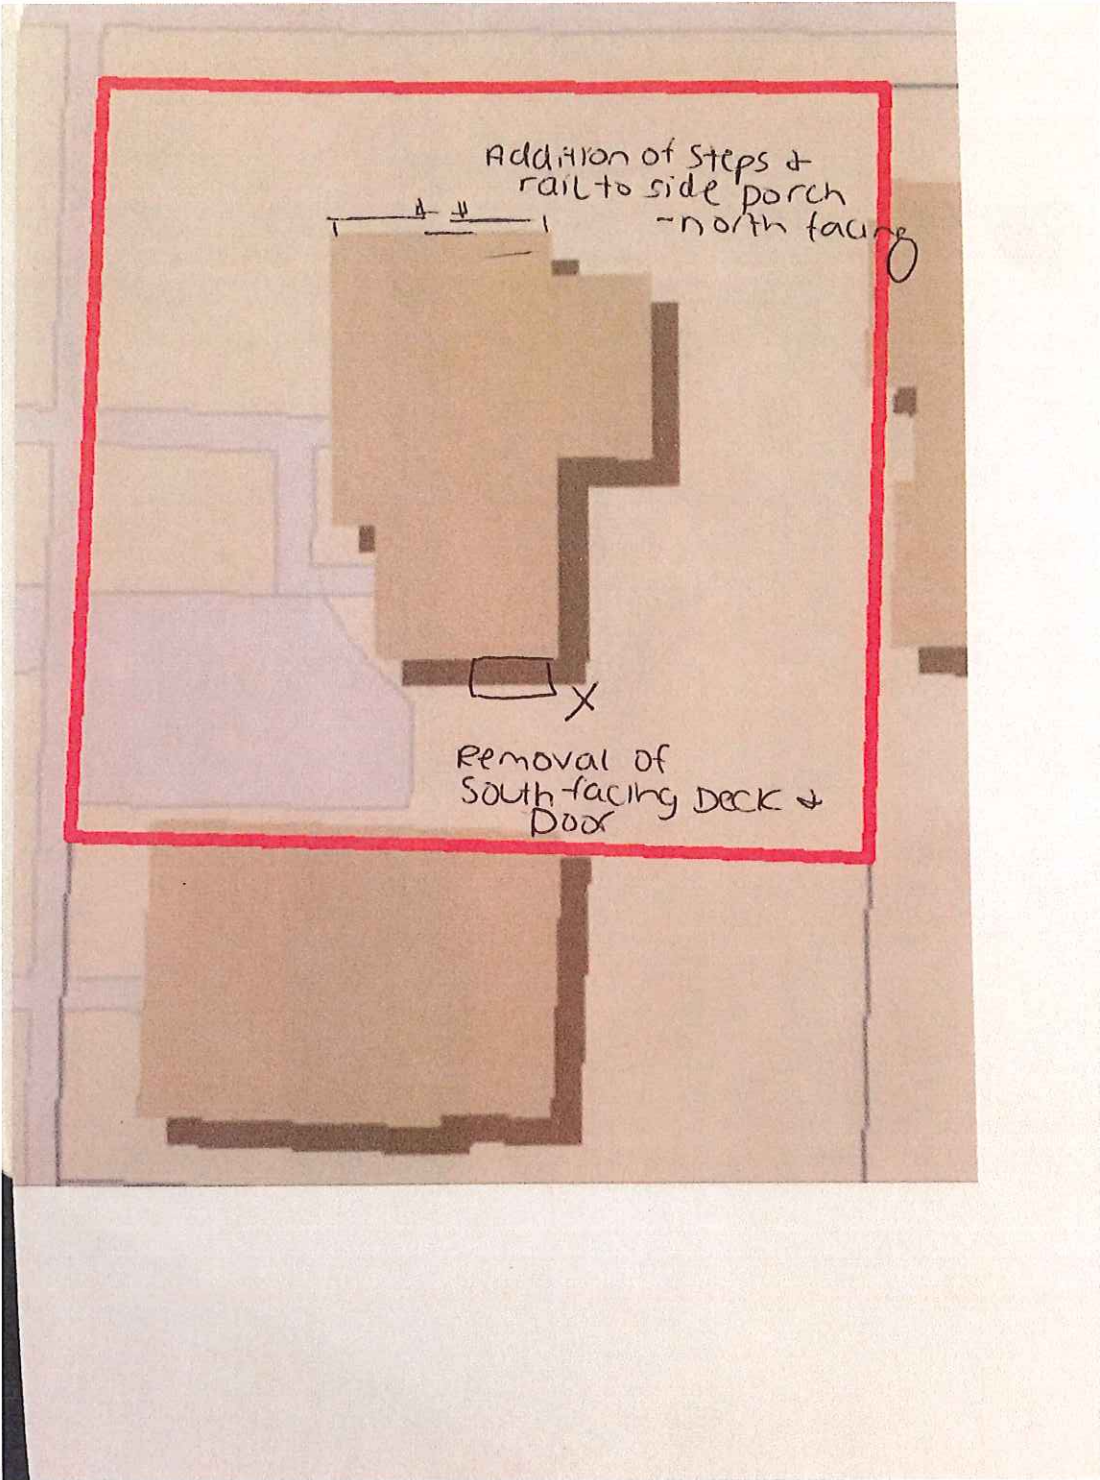 Addition of Steps &
rail to side porch
-north facing
X
Removal of
South-facing Deck &
Door